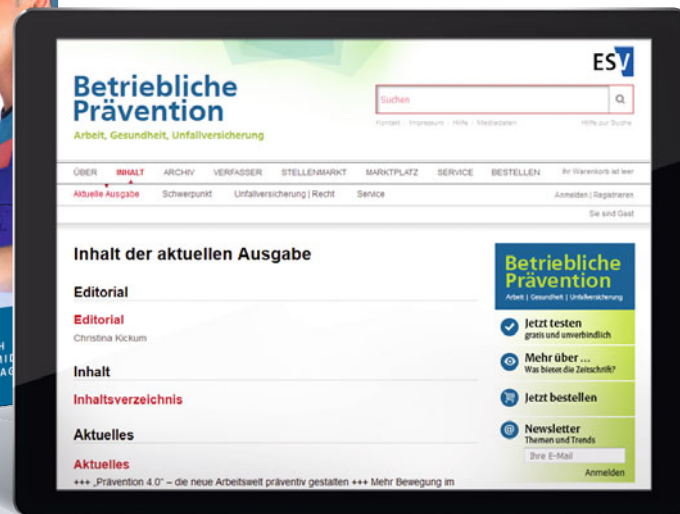 ESV
Betriebliche
Prävention
Arbeit, Gesundheit, Unfallversicherung
Suchen
Kontakt · Impressum · Hilfe · Mediadaten
Hilfe zur Suche
ÜBER INHALT ARCHIV VERFASSER STELLENMARKT MARKTPLATZ SERVICE BESTELLEN Ihr Warenkorb ist leer
Aktuelle Ausgabe Schwerpunkt Unfallversicherung | Recht Service Anmelden | Registrieren
Sie sind Gast
Inhalt der aktuellen Ausgabe
Editorial
Editorial
Christina Kickum
Inhalt
Inhaltsverzeichnis
Aktuelles
Aktuelles
+++ „Prävention 4.0“ – die neue Arbeitswelt präventiv gestalten +++ Mehr Bewegung im
Betriebliche
Prävention
Arbeit | Gesundheit | Unfallversicherung
Jetzt testen
gratis und unverbindlich
Mehr über ...
Was bietet die Zeitschrift?
Jetzt bestellen
@ Newsletter
Themen und Trends
Ihre E-Mail
Anmelden